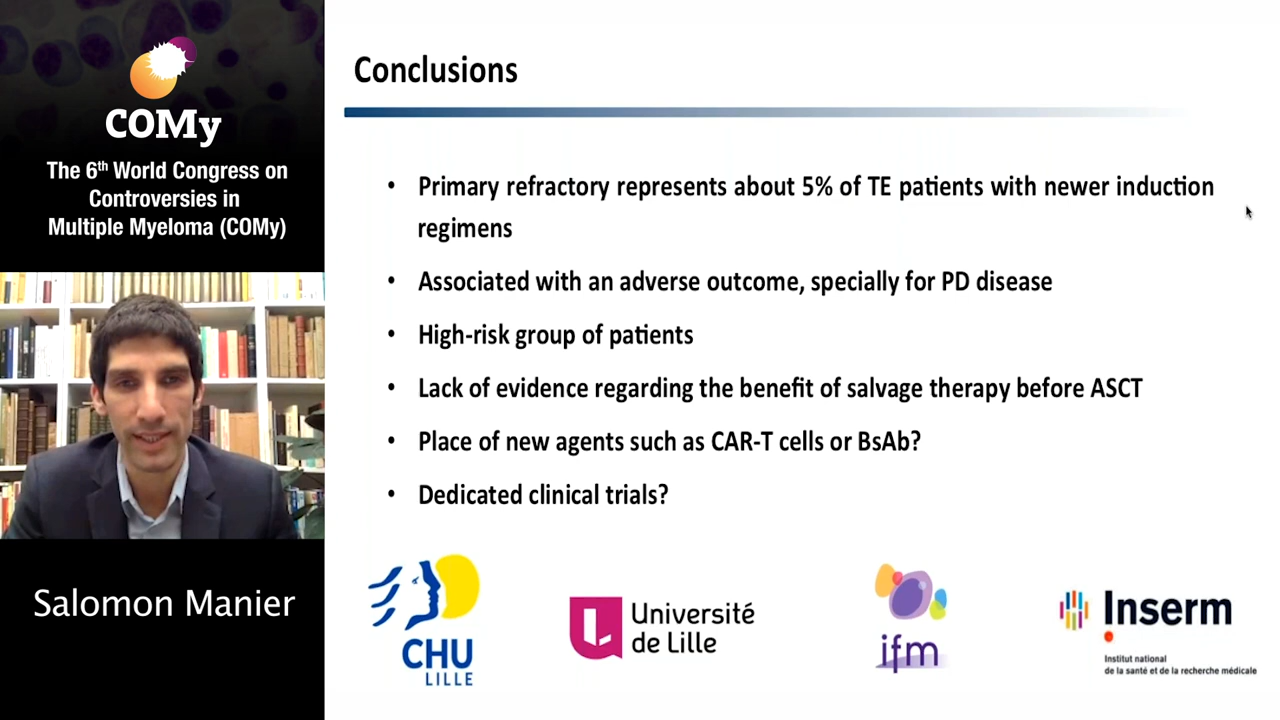 COMy
The 6th World Congress on
Controversies in
Multiple Myeloma (COMy)
Salomon Manier
Conclusions
• Primary refractory represents about 5% of TE patients with newer induction
regimens
• Associated with an adverse outcome, specially for PD disease
• High-risk group of patients
• Lack of evidence regarding the benefit of salvage therapy before ASCT
• Place of new agents such as CAR-T cells or BsAb?
• Dedicated clinical trials?
CHU
LILLE
Université
de Lille
ifm
Inserm
Institut national
de la santé et de la recherche médicale